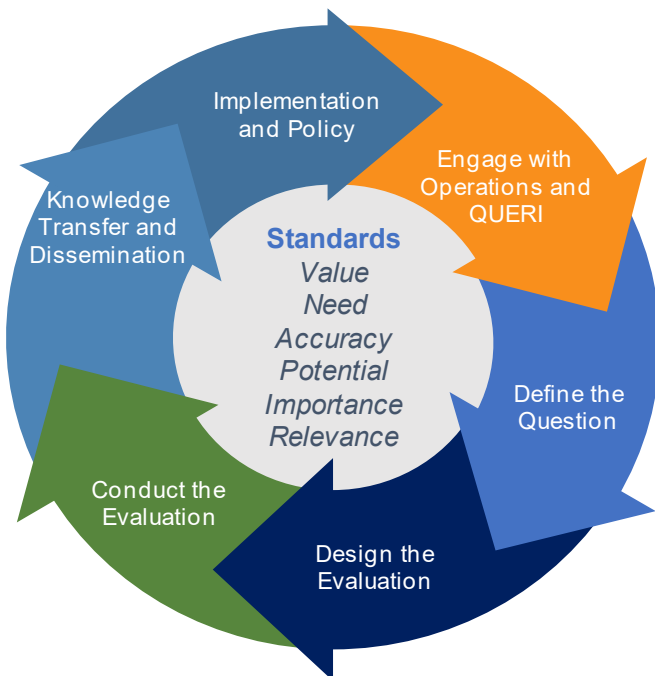 Implementation
and Policy
Engage with
Operations and
QUERI
Define the
Question
Design the
Evaluation
Conduct the
Evaluation
Knowledge
Transfer and
Dissemination
Standards
Value
Need
Accuracy
Potential
Importance
Relevance